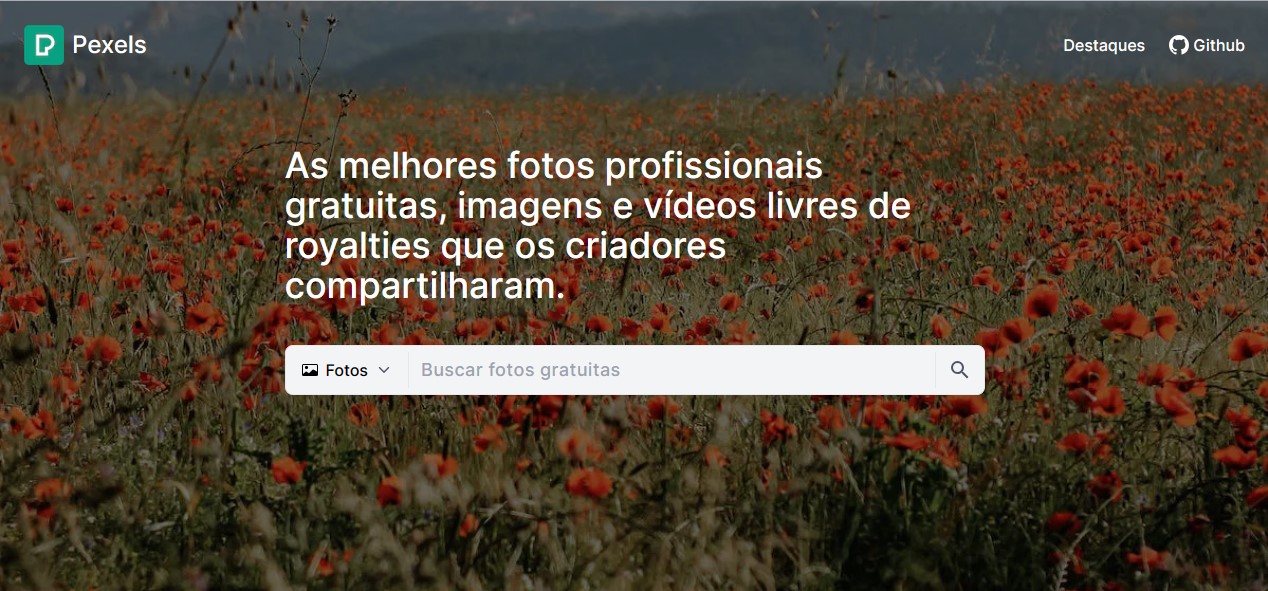 Pexels
Destaques
Github
As melhores fotos profissionais
gratuitas, imagens e vídeos livres de
royalties que os criadores
compartilharam.
Fotos
Buscar fotos gratuitas